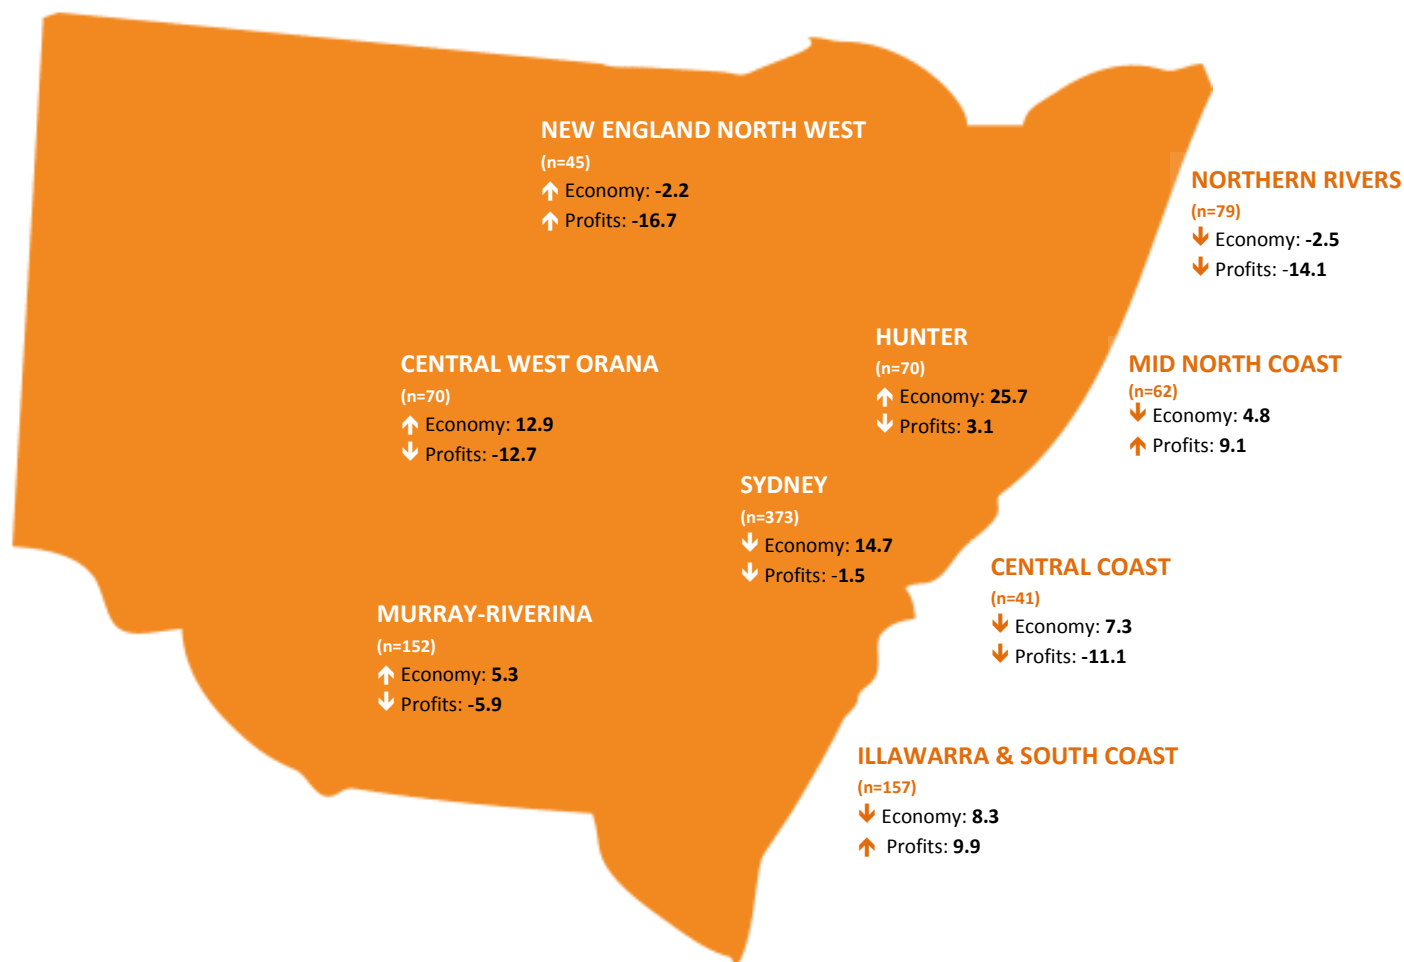 NEW ENGLAND NORTH WEST
(n=45)
↑ Economy: -2.2
↑ Profits: -16.7
NORTHERN RIVERS
(n=79)
↓ Economy: -2.5
↓ Profits: -14.1
HUNTER
(n=70)
↑ Economy: 25.7
↓ Profits: 3.1
CENTRAL WEST ORANA
(n=70)
↑ Economy: 12.9
↓ Profits: -12.7
MID NORTH COAST
(n=62)
↓ Economy: 4.8
↑ Profits: 9.1
SYDNEY
(n=373)
↓ Economy: 14.7
↓ Profits: -1.5
CENTRAL COAST
(n=41)
↓ Economy: 7.3
↓ Profits: -11.1
MURRAY-RIVERINA
(n=152)
↑ Economy: 5.3
↓ Profits: -5.9
ILLAWARRA & SOUTH COAST
(n=157)
↓ Economy: 8.3
↑ Profits: 9.9